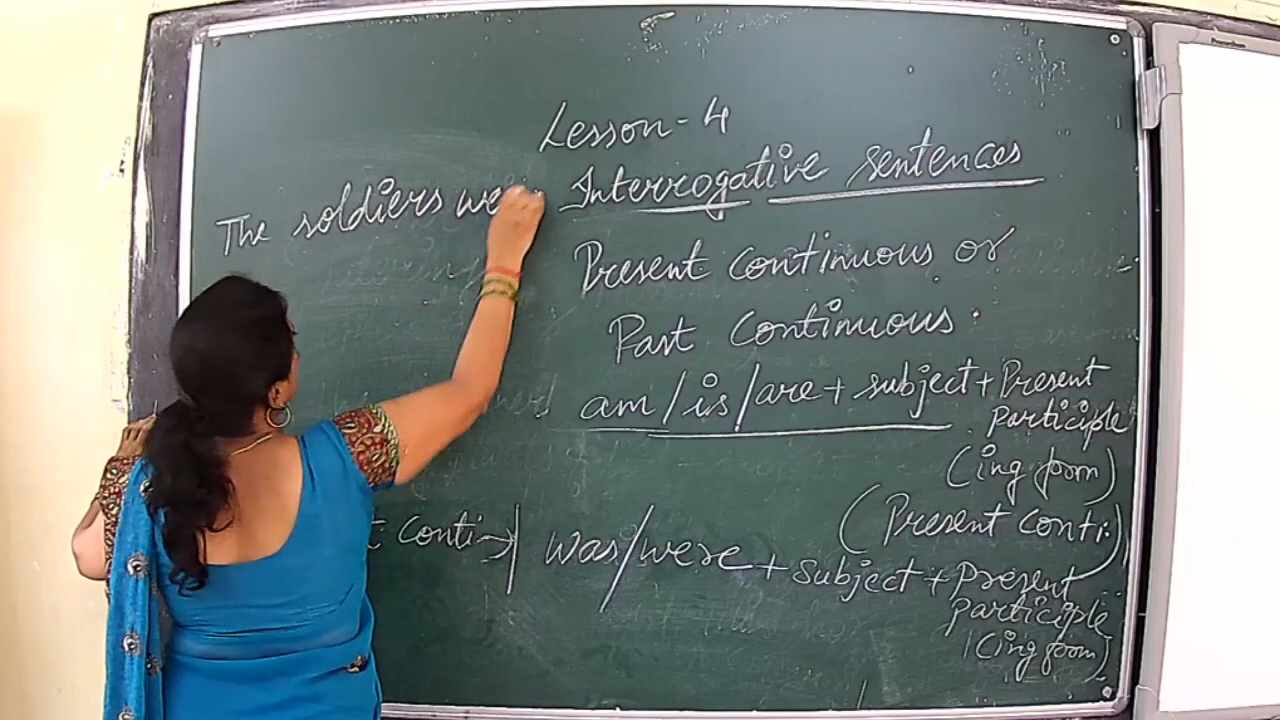 Lesson - 4
Interrogative sentences
The soldiers we
Present Continuous or
Past Continuous.
am/is/are + subject + Present
participle
(ing form)
(Present Conti.)
Conti → was/were + subject + Present
participle
(ing form)